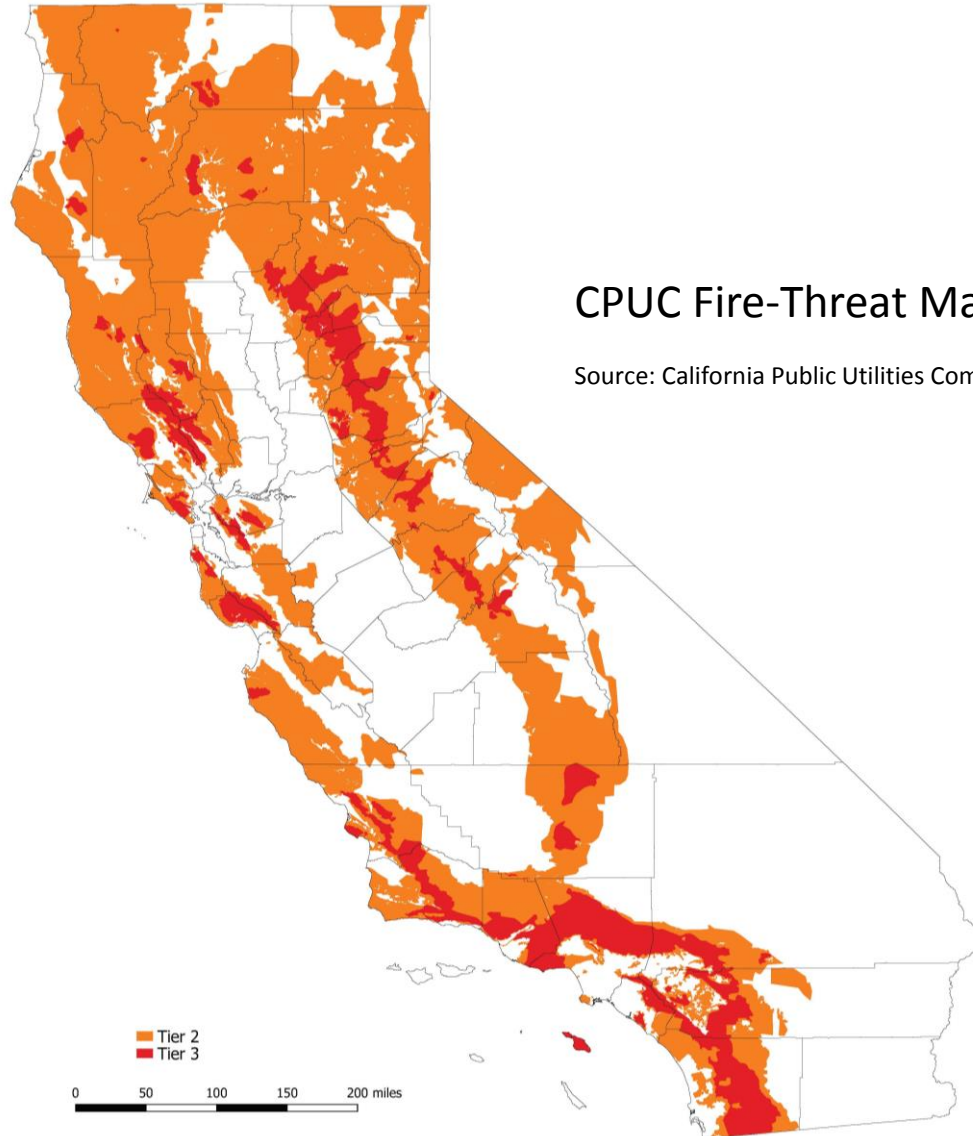 CPUC Fire-Threat Ma
Source: California Public Utilities Com
Tier 2
Tier 3
0 50 100 150 200 miles